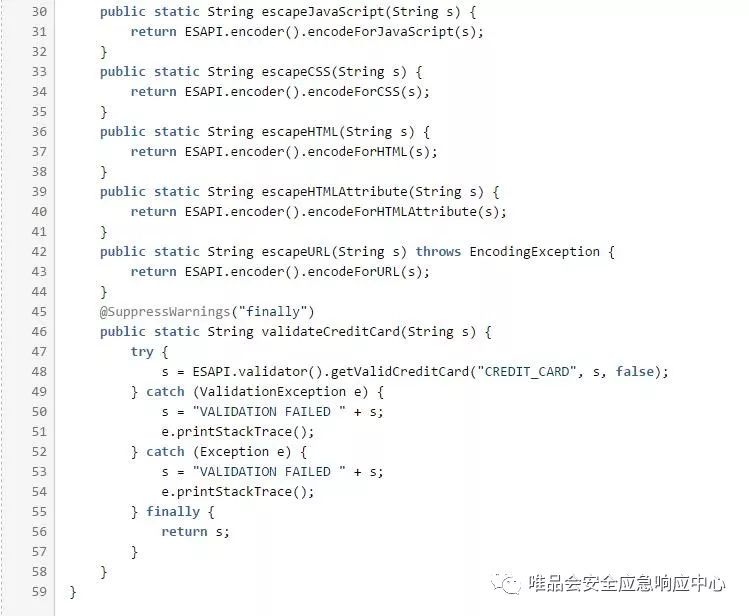 30 public static String escapeJavaScript(String s) {
31 return ESAPI.encoder().encodeForJavaScript(s);
32 }
33 public static String escapeCSS(String s) {
34 return ESAPI.encoder().encodeForCSS(s);
35 }
36 public static String escapeHTML(String s) {
37 return ESAPI.encoder().encodeForHTML(s);
38 }
39 public static String escapeHTMLAttribute(String s) {
40 return ESAPI.encoder().encodeForHTMLAttribute(s);
41 }
42 public static String escapeURL(String s) throws EncodingException {
43 return ESAPI.encoder().encodeForURL(s);
44 }
45 @SuppressWarnings("finally")
46 public static String validateCreditCard(String s) {
47 try {
48 s = ESAPI.validator().getValidCreditCard("CREDIT_CARD", s, false);
49 } catch (ValidationException e) {
50 s = "VALIDATION FAILED " + s;
51 e.printStackTrace();
52 } catch (Exception e) {
53 s = "VALIDATION FAILED " + s;
54 e.printStackTrace();
55 } finally {
56 return s;
57 }
58 }
59 }
唯品会安全应急响应中心